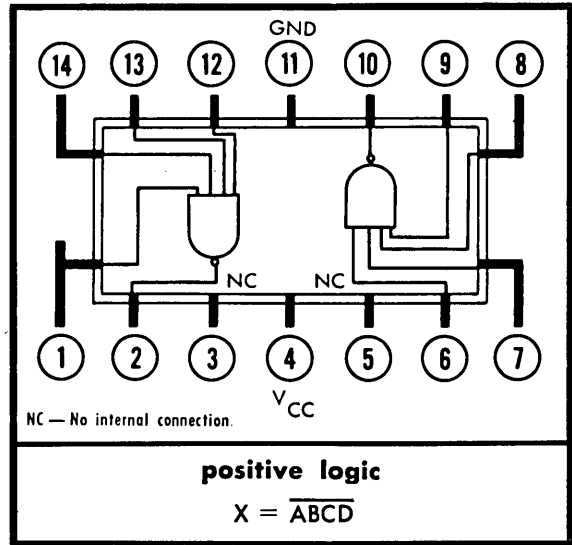 GND
14 13 12 11 10 9 8
NC NC
1 2 3 4 5 6 7
VCC
NC — No internal connection.
positive logic
X = \overline{ABCD}